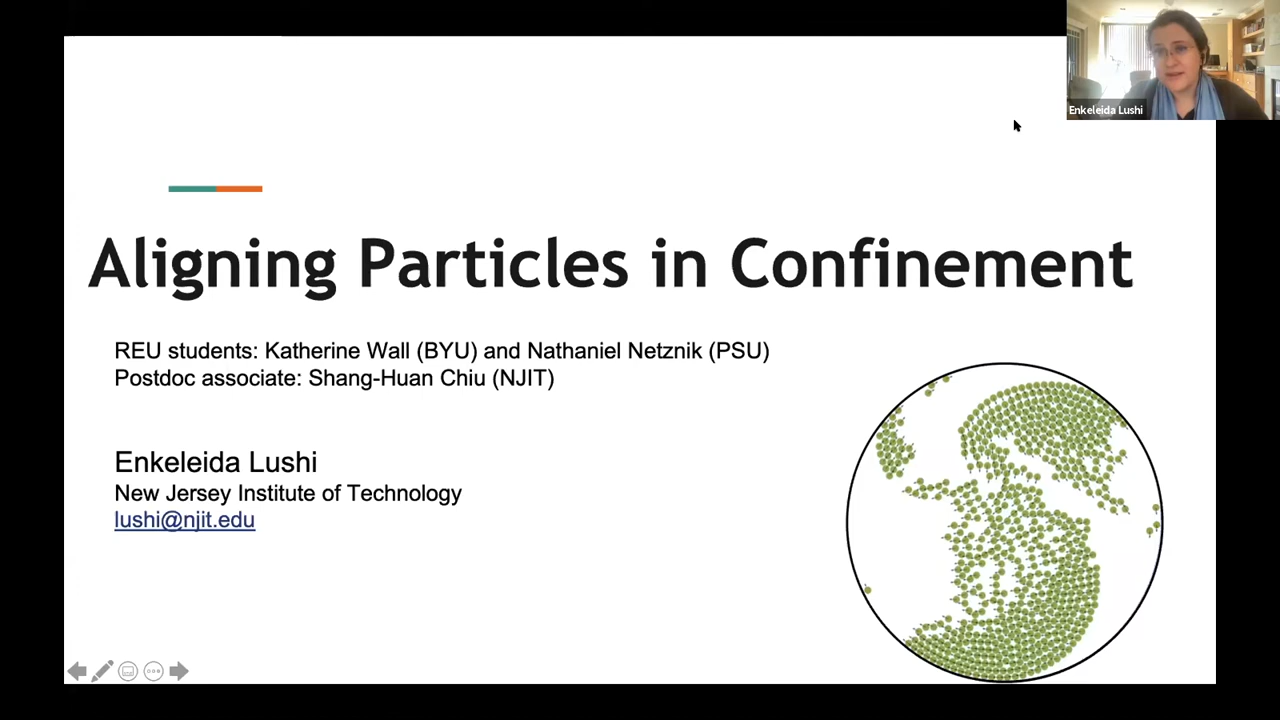 Enkeleida Lushi
Aligning Particles in Confinement
REU students: Katherine Wall (BYU) and Nathaniel Netznik (PSU)
Postdoc associate: Shang-Huan Chiu (NJIT)
Enkeleida Lushi
New Jersey Institute of Technology
lushi@njit.edu